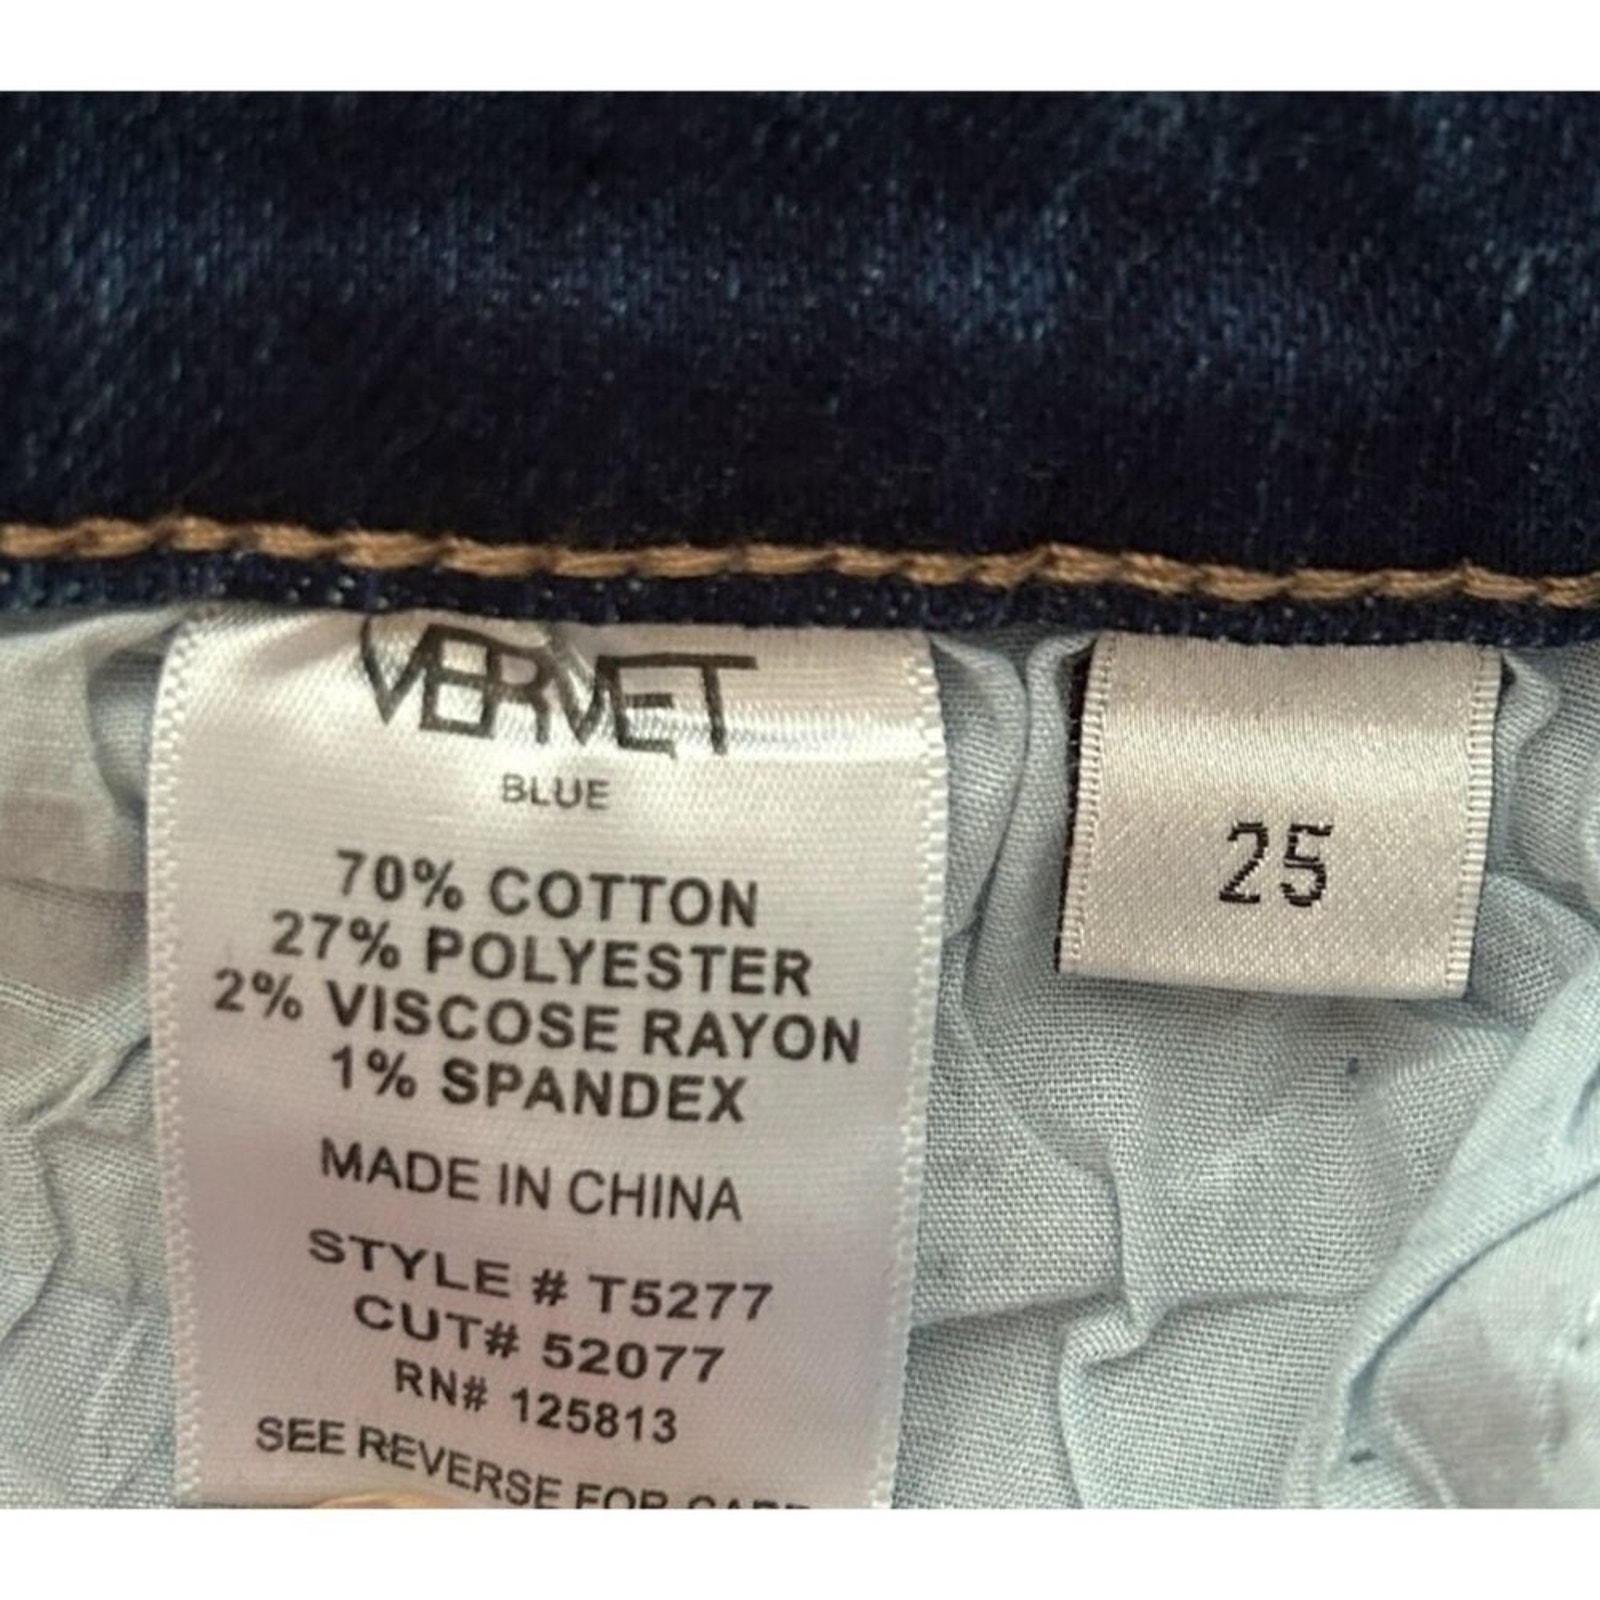 VERVET
BLUE
70% COTTON
27% POLYESTER
2% VISCOSE RAYON
1% SPANDEX
MADE IN CHINA
STYLE # T5277
CUT# 52077
RN# 125813
SEE REVERSE FOR CARE
25